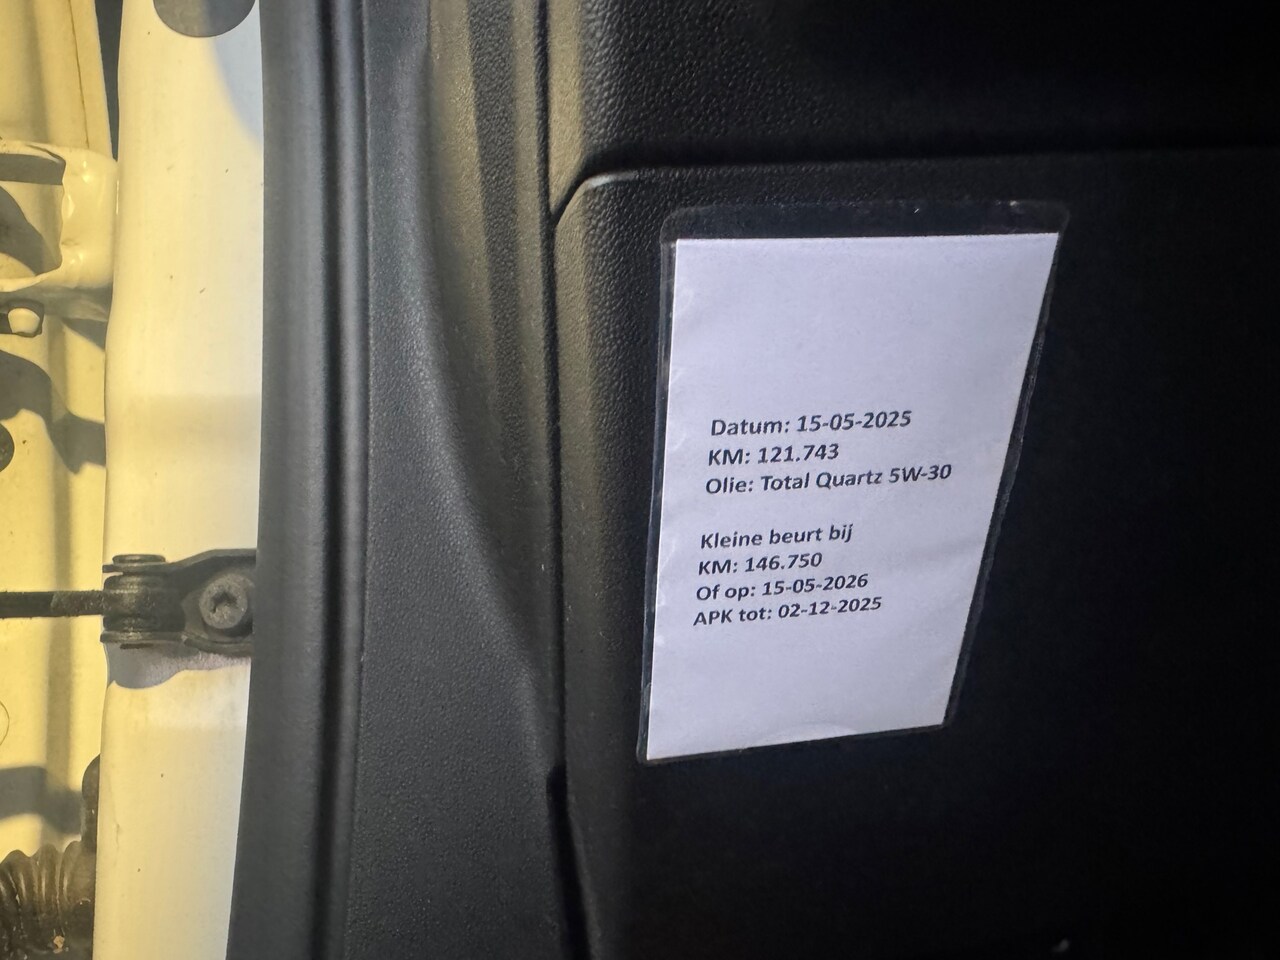 Datum: 15-05-2025
KM: 121.743
Olie: Total Quartz 5W-30
Kleine beurt bij
KM: 146.750
Of op: 15-05-2026
APK tot: 02-12-2025